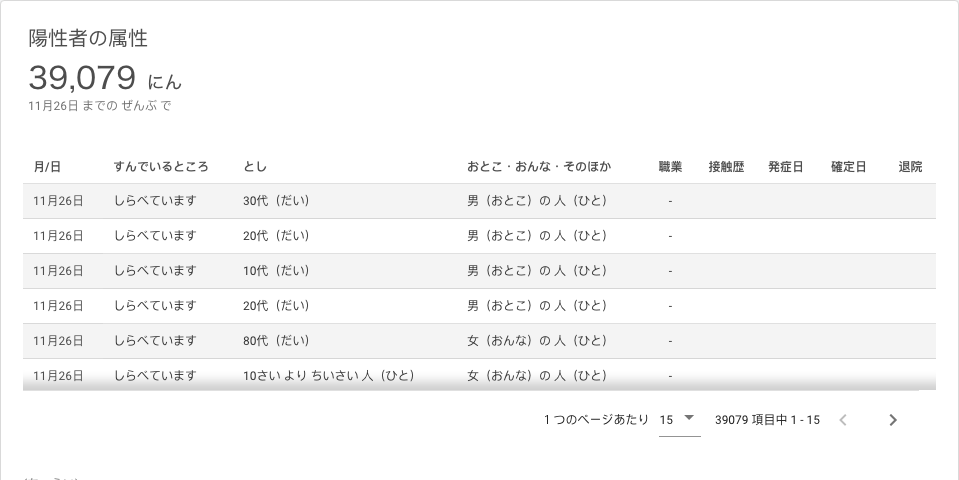 陽性者の属性
39,079 にん
11月26日 までの ぜんぶ で
月/日 すんでいるところ とし おとこ・おんな・そのほか 職業 接触歴 発症日 確定日 退院
11月26日 しらべています 30代（だい） 男（おとこ）の 人（ひと） -
11月26日 しらべています 20代（だい） 男（おとこ）の 人（ひと） -
11月26日 しらべています 10代（だい） 男（おとこ）の 人（ひと） -
11月26日 しらべています 20代（だい） 男（おとこ）の 人（ひと） -
11月26日 しらべています 80代（だい） 女（おんな）の 人（ひと） -
11月26日 しらべています 10さい より ちいさい 人（ひと） 女（おんな）の 人（ひと） -
1 つのページあたり 15 39079 項目中 1 - 15